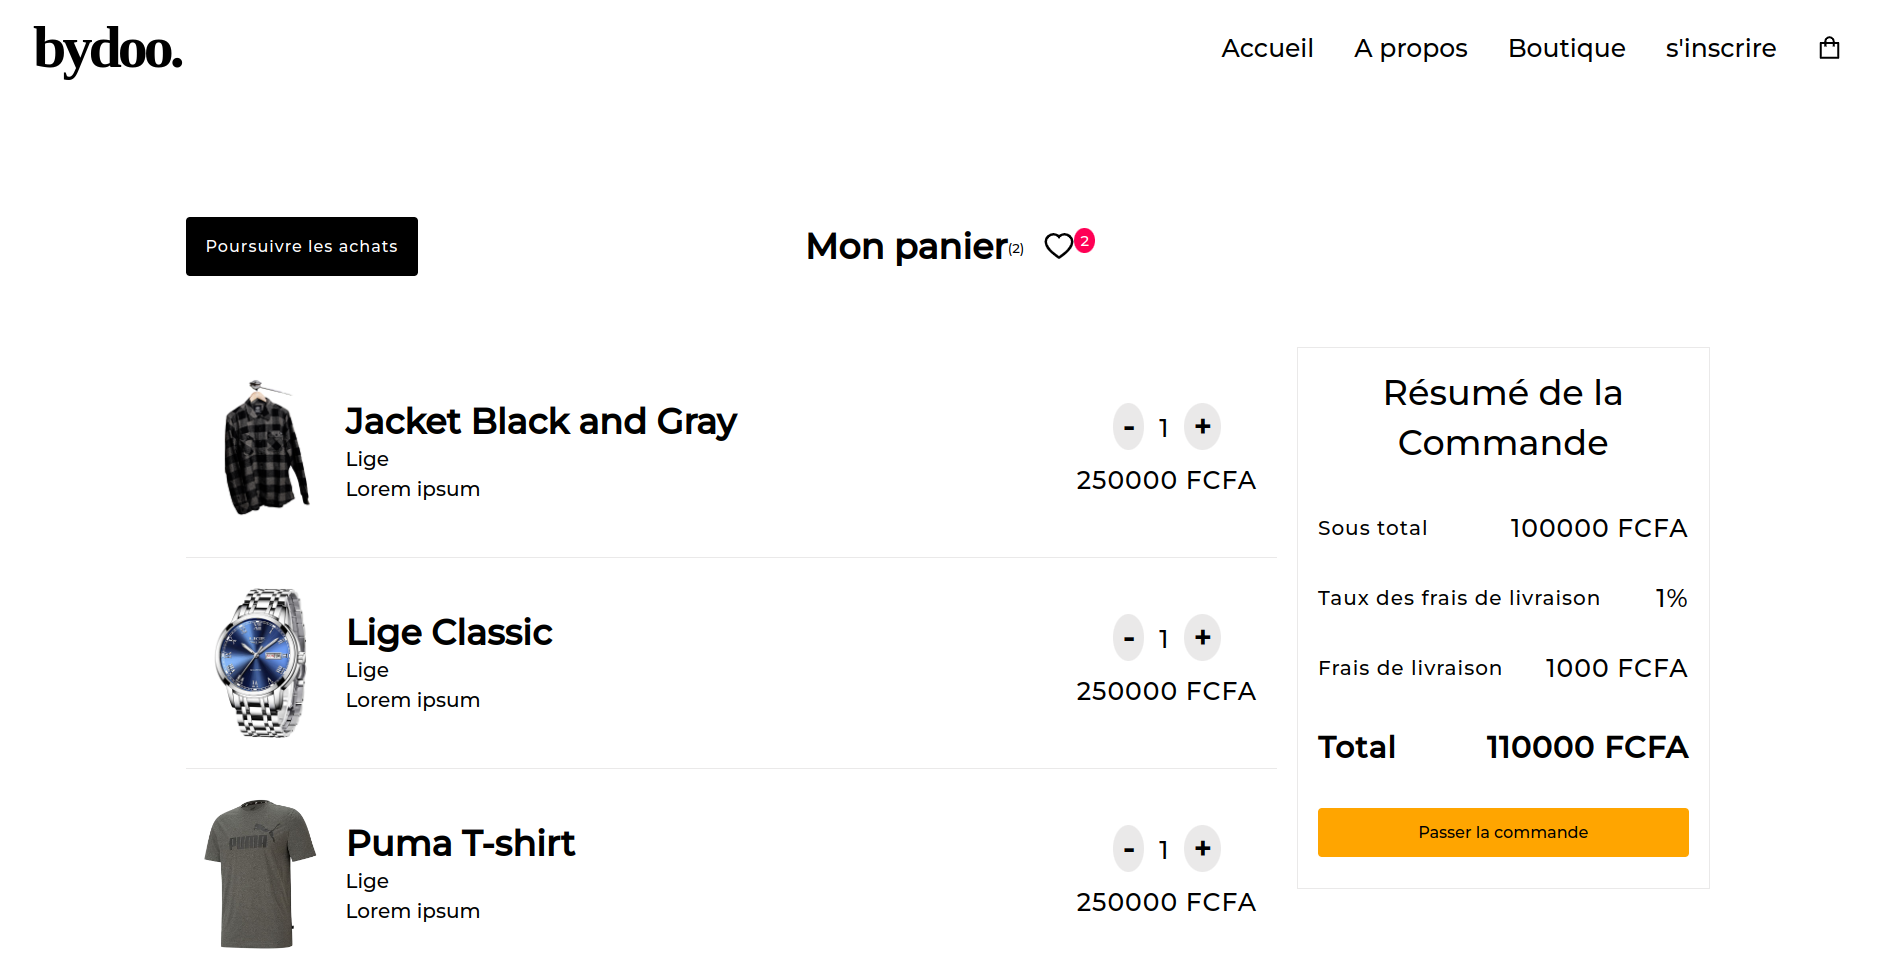 bydoo.
Accueil A propos Boutique s'inscrire
Poursuivre les achats
Mon panier(2) 2
Jacket Black and Gray
Lige
Lorem ipsum
- 1 +
250000 FCFA
Lige Classic
Lige
Lorem ipsum
- 1 +
250000 FCFA
PUMA
Puma T-shirt
Lige
Lorem ipsum
- 1 +
250000 FCFA
Résumé de la
Commande
Sous total 100000 FCFA
Taux des frais de livraison 1%
Frais de livraison 1000 FCFA
Total 110000 FCFA
Passer la commande